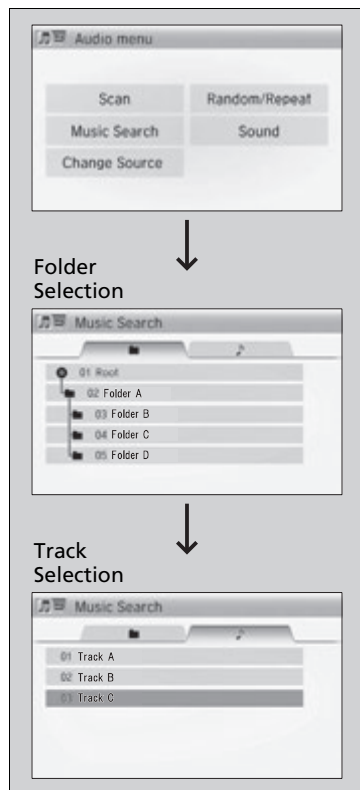 Audio menu
Scan
Random/Repeat
Music Search
Sound
Change Source
Folder
Selection
Music Search
01 Root
02 Folder A
03 Folder B
04 Folder C
05 Folder D
Track
Selection
Music Search
01 Track A
02 Track B
03 Track C